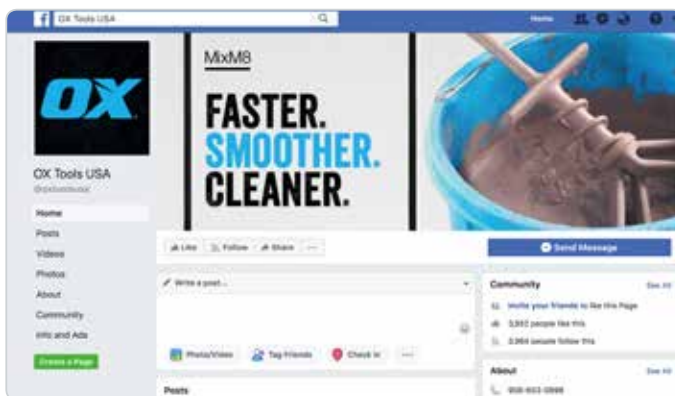 OX Tools USA
Home
OX
MixM8
FASTER.
SMOOTHER.
CLEANER.
OX Tools USA
Home
Posts
Videos
Photos
About
Community
Info and Ads
Create a Page
Like Follow Share ...
Send Message
Write a post...
Photo/Video Tag Friends Check in ...
Posts
Community See All
Invite your friends to like this Page
people like this
people follow this
About See All